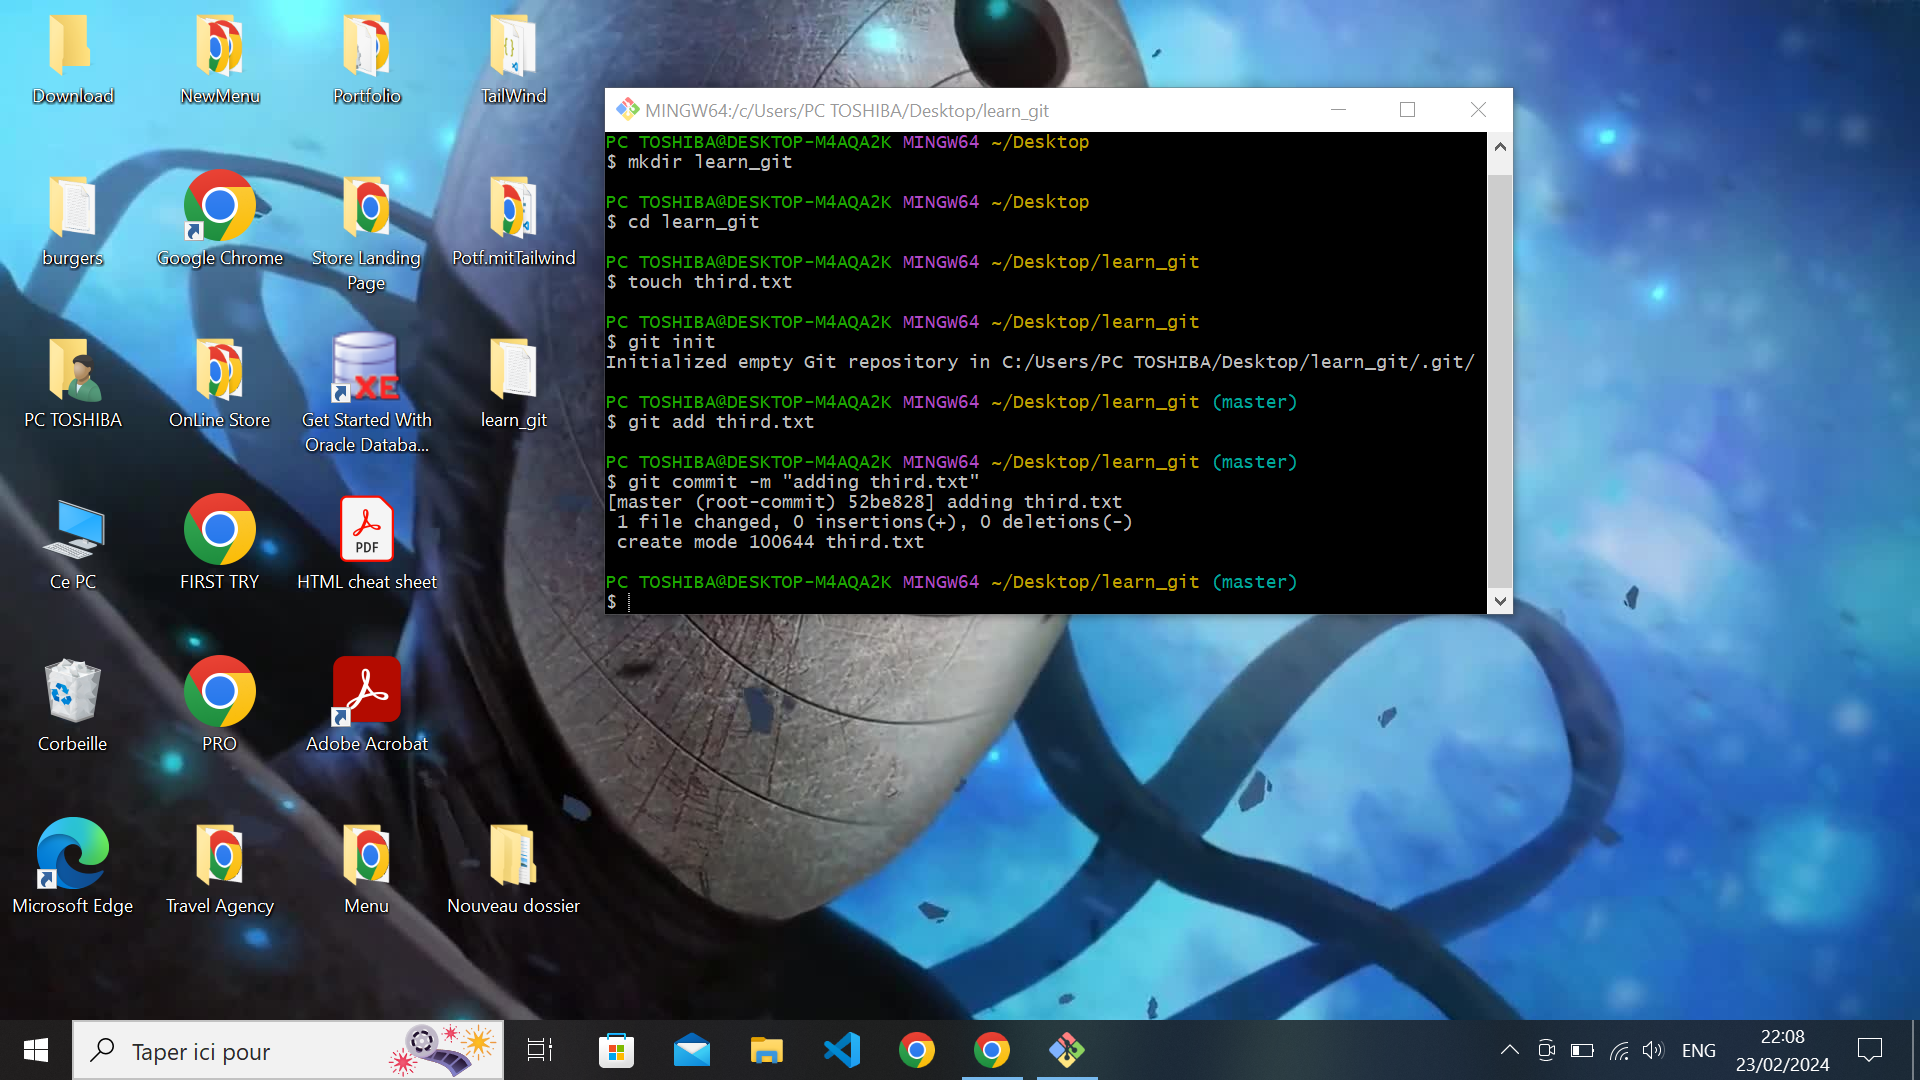 Download
NewMenu
Portfolio
TailWind
burgers
Google Chrome
Store Landing
Page
Potf.mitTailwind
PC TOSHIBA
OnLine Store
XE
Get Started With
Oracle Databa...
learn_git
Ce PC
FIRST TRY
PDF
HTML cheat sheet
Corbeille
PRO
Adobe Acrobat
Microsoft Edge
Travel Agency
Menu
Nouveau dossier
MINGW64:/c/Users/PC TOSHIBA/Desktop/learn_git
PC TOSHIBA@DESKTOP-M4AQA2K MINGW64 ~/Desktop
$ mkdir learn_git
PC TOSHIBA@DESKTOP-M4AQA2K MINGW64 ~/Desktop
$ cd learn_git
PC TOSHIBA@DESKTOP-M4AQA2K MINGW64 ~/Desktop/learn_git
$ touch third.txt
PC TOSHIBA@DESKTOP-M4AQA2K MINGW64 ~/Desktop/learn_git
$ git init
Initialized empty Git repository in C:/Users/PC TOSHIBA/Desktop/learn_git/.git/
PC TOSHIBA@DESKTOP-M4AQA2K MINGW64 ~/Desktop/learn_git (master)
$ git add third.txt
PC TOSHIBA@DESKTOP-M4AQA2K MINGW64 ~/Desktop/learn_git (master)
$ git commit -m "adding third.txt"
[master (root-commit) 52be828] adding third.txt
1 file changed, 0 insertions(+), 0 deletions(-)
create mode 100644 third.txt
PC TOSHIBA@DESKTOP-M4AQA2K MINGW64 ~/Desktop/learn_git (master)
$
Taper ici pour
ENG
22:08
23/02/2024